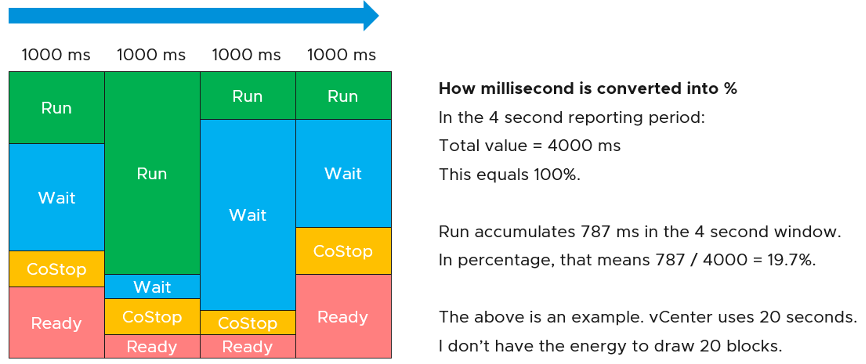 1000 ms 1000 ms 1000 ms 1000 ms
Run Run Run Run
Wait Wait Wait Wait
CoStop CoStop CoStop CoStop
Ready Ready Ready Ready
How millisecond is converted into %
In the 4 second reporting period:
Total value = 4000 ms
This equals 100%.
Run accumulates 787 ms in the 4 second window.
In percentage, that means 787 / 4000 = 19.7%.
The above is an example. vCenter uses 20 seconds.
I don’t have the energy to draw 20 blocks.